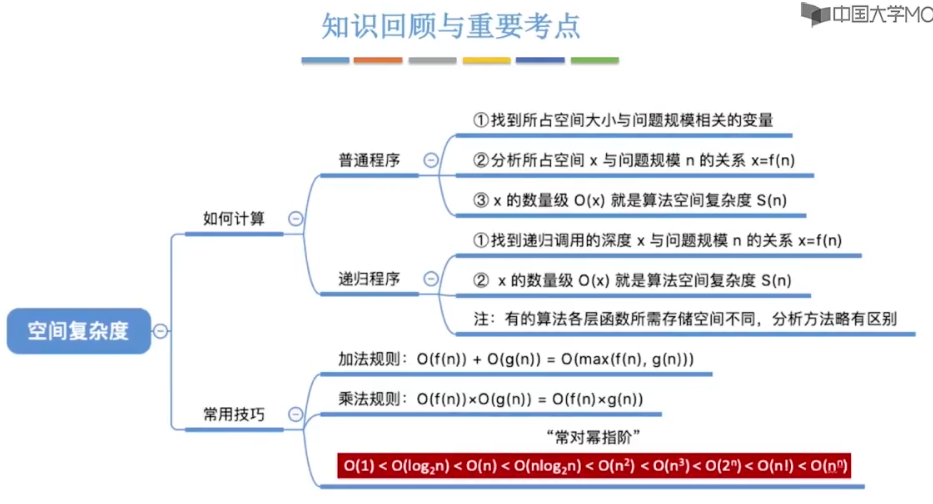 中国大学MO
知识回顾与重要考点
①找到所占空间大小与问题规模相关的变量
普通程序
②分析所占空间 x 与问题规模 n 的关系 x=f(n)
③ x 的数量级 O(x) 就是算法空间复杂度 S(n)
如何计算
①找到递归调用的深度 x 与问题规模 n 的关系 x=f(n)
递归程序
② x 的数量级 O(x) 就是算法空间复杂度 S(n)
注：有的算法各层函数所需存储空间不同，分析方法略有区别
空间复杂度
加法规则：O(f(n)) + O(g(n)) = O(max(f(n), g(n)))
乘法规则：O(f(n))×O(g(n)) = O(f(n)×g(n))
常用技巧
“常对幂指阶”
O(1) < O(log₂n) < O(n) < O(nlog₂n) < O(n²) < O(n³) < O(2ⁿ) < O(n!) < O(nⁿ)